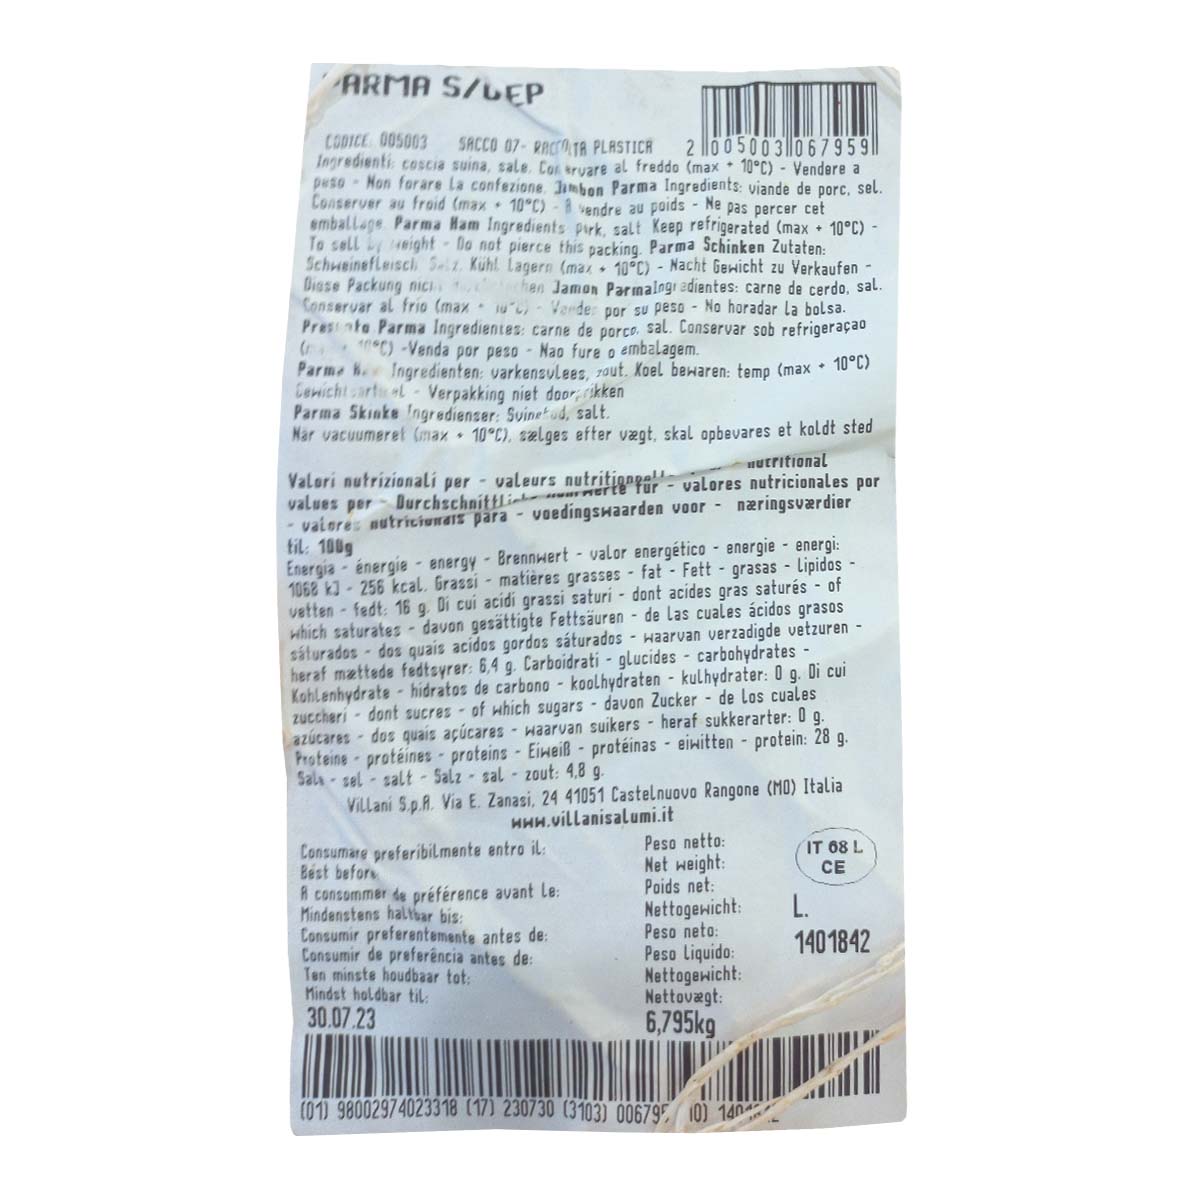 PARMA S/DEP
CODICE: 005003 SACCO 07- RACCOLTA PLASTICA
2 005003 067959
Ingredienti: coscia suina, sale. Conservare al freddo (max + 10°C) - Vendere a
peso - Non forare la confezione. Jambon Parma Ingredients: viande de porc, sel.
Conserver au froid (max + 10°C) - A vendre au poids - Ne pas percer cet
emballage. Parma Ham Ingredients pork, salt Keep refrigerated (max + 10°C) -
To sell by weight - Do not pierce this packing. Parma Schinken Zutaten:
Schweinefleisch Salz. Kühl Lagern (max + 10°C) - Nacht Gewicht zu Verkaufen -
Diese Packung nicht Jamon Parma Ingredientes: carne de cerdo, sal.
Conservar al frio (max + 10°C) - Vender por su peso - No horadar la bolsa.
Presunto Parma Ingredientes: carne de porco, sal. Conservar sob refrigeraçao
(max + 10°C) -Venda por peso - Nao fure o embalagem.
Parma Ingredienten: varkensvlees, zout. Koel bewaren: temp (max + 10°C)
Gewichtsartikel - Verpakking niet doorprikken
Parma Skinke Ingredienser: Svinekød, salt.
Når vacuumeret (max + 10°C), sælges efter vægt, skal opbevares et koldt sted
Valori nutrizionali per - valeurs nutritionnelles - nutritional
values per - Durchschnittliche Nährwerte für - valores nutricionales por
- valores nutricionais para - voedingswaarden voor - næringsværdier
til: 100g
Energia - énergie - energy - Brennwert - valor energético - energie - energi:
1068 kJ - 256 kcal. Grassi - matières grasses - fat - Fett - grasas - lipidos -
vetten - fedt: 16 g. Di cui acidi grassi saturi - dont acides gras saturés - of
which saturates - davon gesättigte Fettsäuren - de las cuales ácidos grasos
sáturados - dos quais acidos gordos sáturados - waarvan verzadigde vetzuren -
heraf mættede fedtsyrer: 6,4 g. Carboidrati - glucides - carbohydrates -
Kohlenhydrate - hidratos de carbono - koolhydraten - kulhydrater: 0 g. Di cui
zuccheri - dont sucres - of which sugars - davon Zucker - de los cuales
azúcares - dos quais açúcares - waarvan suikers - heraf sukkerarter: 0 g.
Proteine - protéines - proteins - Eiweiß - protéinas - eiwitten - protein: 28 g.
Sale - sel - salt - Salz - sal - zout: 4,8 g.
Villani S.p.A. Via E. Zanasi, 24 41051 Castelnuovo Rangone (MO) Italia
www.villanisalumi.it
Consumare preferibilmente entro il:
Best before
A consommer de préférence avant le:
Mindenstens haltbar bis:
Consumir preferentemente antes de:
Consumir de preferência antes de:
Ten minste houdbaar tot:
Mindst holdbar til:
30.07.23
Peso netto:
Net weight:
Poids net:
Nettogewicht:
Peso neto:
Peso Liquido:
Nettogewicht:
Nettovægt:
6,795kg
IT 68 L
CE
L.
1401842
(01) 98002974023318 (17) 230730 (3103) 006795 (10) 1401842